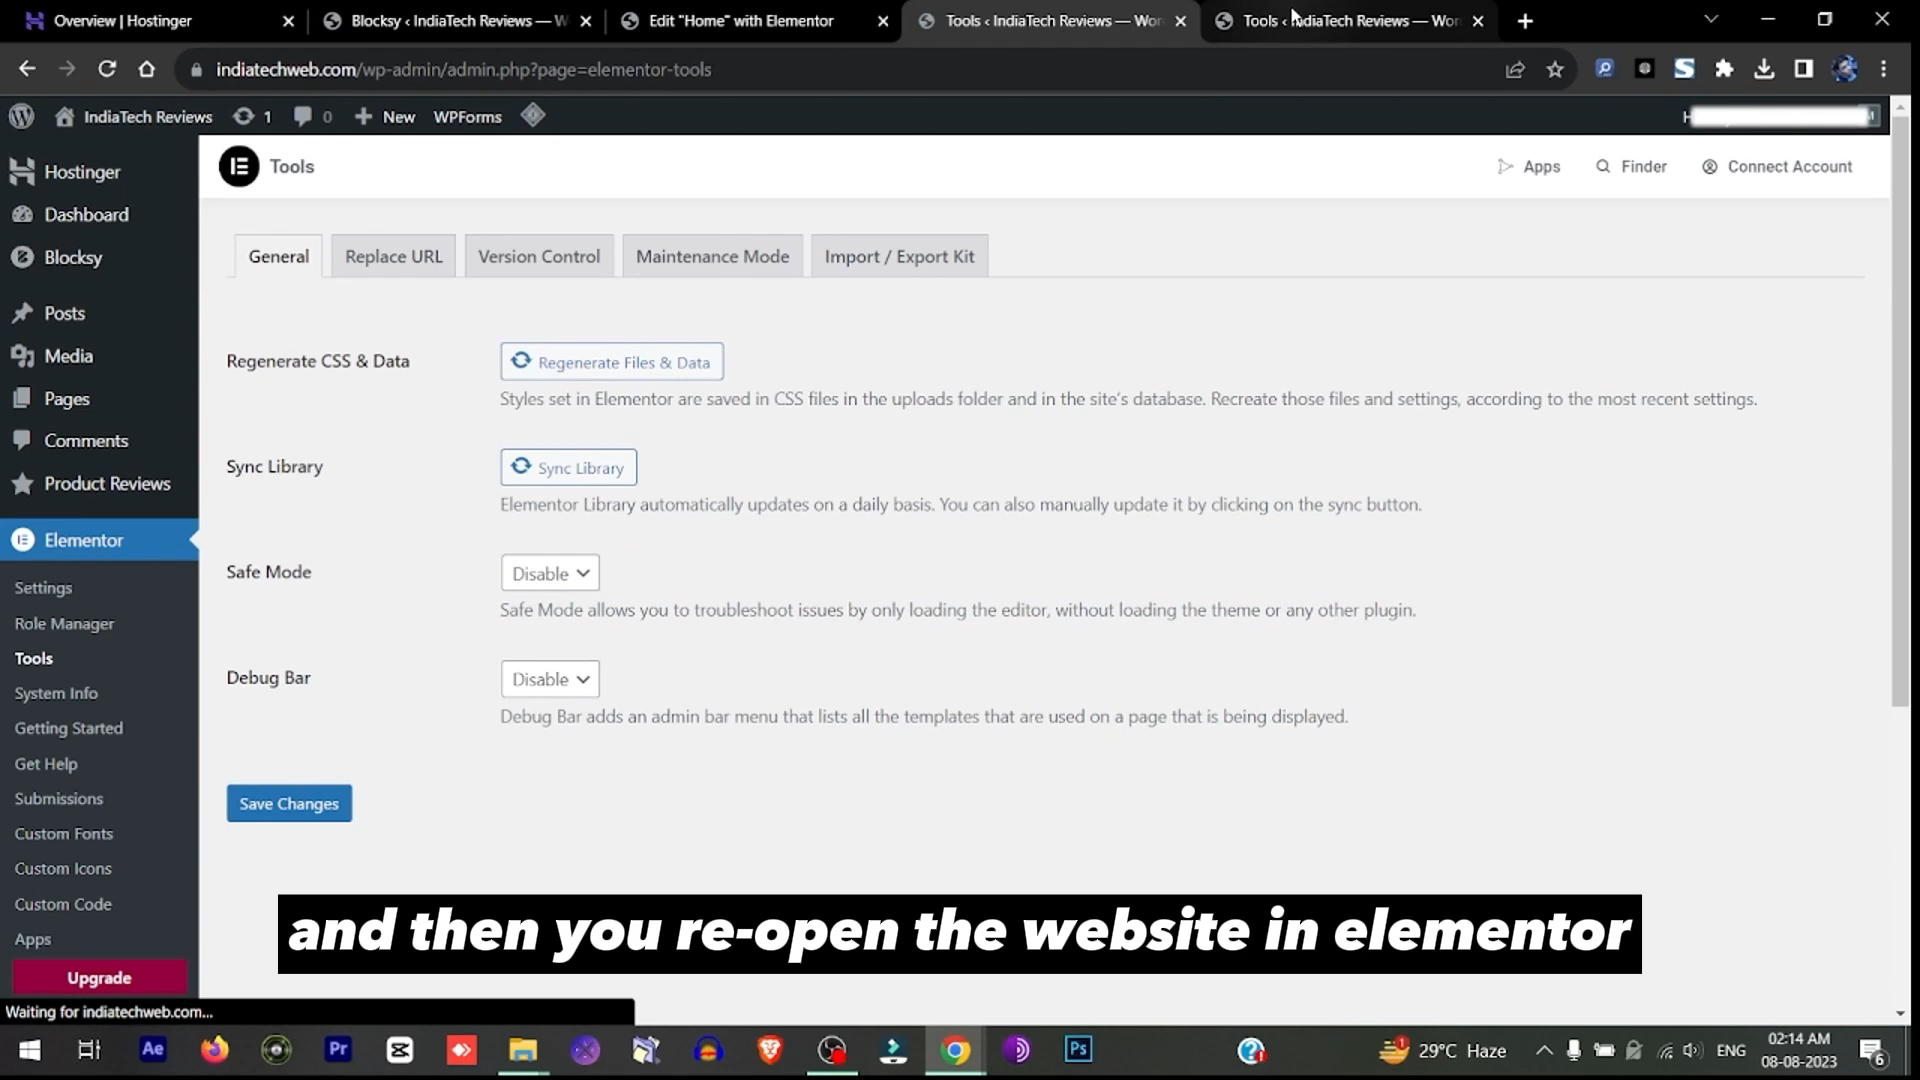 Overview | Hostinger
Blocksy ‹ IndiaTech Reviews — W
Edit "Home" with Elementor
Tools ‹ IndiaTech Reviews — Wor
Tools ‹ IndiaTech Reviews — Wor
indiatechweb.com/wp-admin/admin.php?page=elementor-tools
IndiaTech Reviews
1
0
New
WPForms
H
Hostinger
Dashboard
Blocksy
Posts
Media
Pages
Comments
Product Reviews
Elementor
Settings
Role Manager
Tools
System Info
Getting Started
Get Help
Submissions
Custom Fonts
Custom Icons
Custom Code
Apps
Upgrade
Tools
Apps
Finder
Connect Account
General
Replace URL
Version Control
Maintenance Mode
Import / Export Kit
Regenerate CSS & Data
Regenerate Files & Data
Styles set in Elementor are saved in CSS files in the uploads folder and in the site's database. Recreate those files and settings, according to the most recent settings.
Sync Library
Sync Library
Elementor Library automatically updates on a daily basis. You can also manually update it by clicking on the sync button.
Safe Mode
Disable
Safe Mode allows you to troubleshoot issues by only loading the editor, without loading the theme or any other plugin.
Debug Bar
Disable
Debug Bar adds an admin bar menu that lists all the templates that are used on a page that is being displayed.
Save Changes
and then you re-open the website in elementor
Waiting for indiatechweb.com...
Ae
Pr
Ps
29°C Haze
ENG
02:14 AM
08-08-2023
6